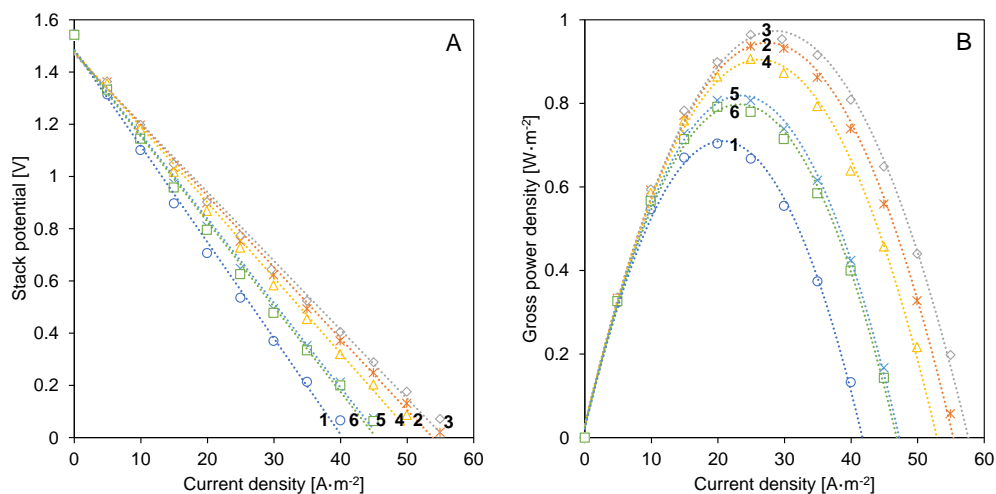 A
Stack potential [V]
1.6
1.4
1.2
1
0.8
0.6
0.4
0.2
0
1 6 5 4 2 3
0 10 20 30 40 50 60
Current density [A·m-2]
B
Gross power density [W·m-2]
1
0.8
0.6
0.4
0.2
0
3
2
4
5
6
1
0 10 20 30 40 50 60
Current density [A·m-2]